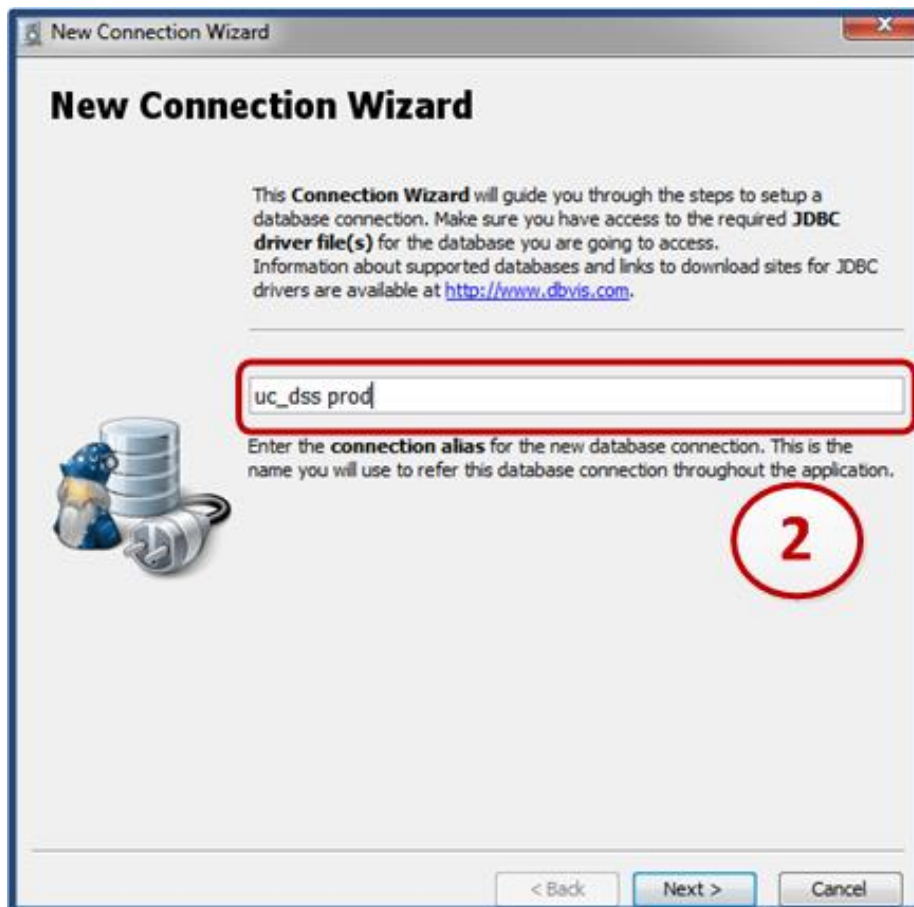 New Connection Wizard
New Connection Wizard
This Connection Wizard will guide you through the steps to setup a
database connection. Make sure you have access to the required JDBC
driver file(s) for the database you are going to access.
Information about supported databases and links to download sites for JDBC
drivers are available at http://www.dbvis.com.
uc_dss prod
Enter the connection alias for the new database connection. This is the
name you will use to refer this database connection throughout the application.
2
< Back
Next >
Cancel